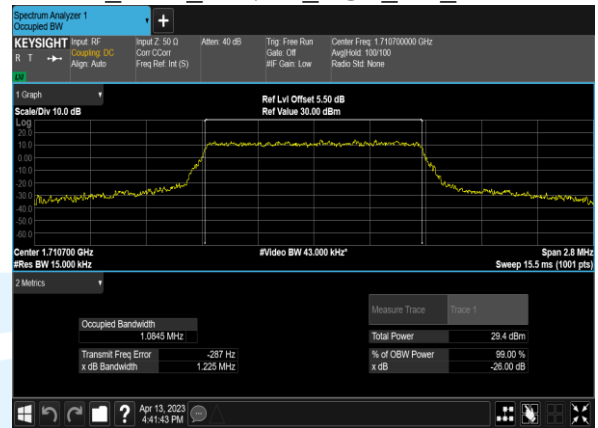 Spectrum Analyzer 1
Occupied BW
KEYSIGHT
R T
LV
Input: RF
Coupling: DC
Align: Auto
Input Z: 50 Ω
Corr CCorr
Freq Ref: Int (S)
Atten: 40 dB
Trig: Free Run
Gate: Off
#IF Gain: Low
Center Freq: 1.710700000 GHz
Avg|Hold: 100/100
Radio Std: None
1 Graph
Scale/Div 10.0 dB
Ref Lvl Offset 5.50 dB
Ref Value 30.00 dBm
Log
20.0
10.0
0.00
-10.0
-20.0
-30.0
-40.0
-50.0
-60.0
Center 1.710700 GHz
#Res BW 15.000 kHz
#Video BW 43.000 kHz*
Span 2.8 MHz
Sweep 15.5 ms (1001 pts)
2 Metrics
Measure Trace
Trace 1
Occupied Bandwidth
1.0845 MHz
Total Power
29.4 dBm
Transmit Freq Error
-287 Hz
% of OBW Power
99.00 %
x dB Bandwidth
1.225 MHz
x dB
-26.00 dB
?
Apr 13, 2023
4:41:43 PM